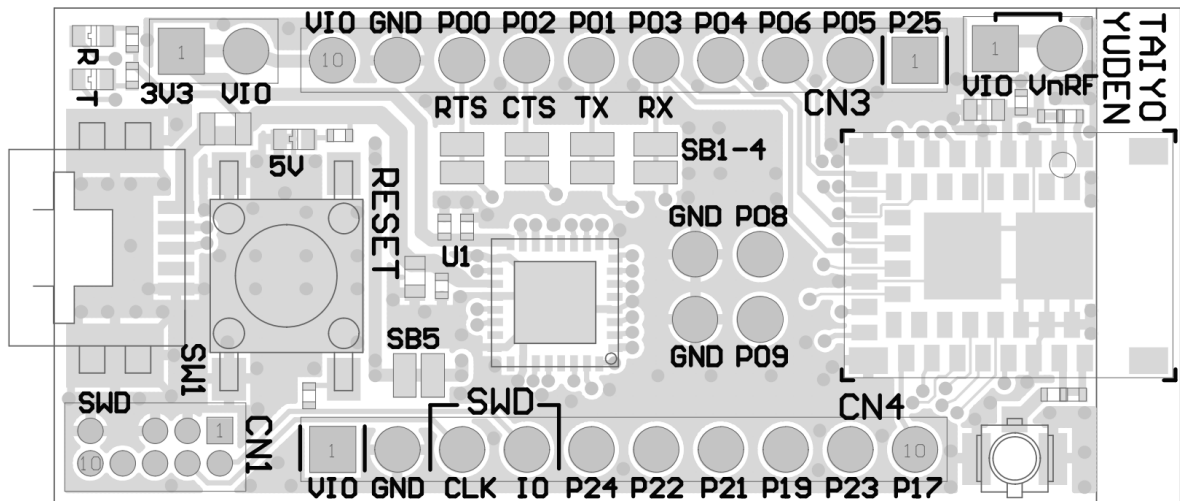 VIO GND P00 P02 P01 P03 P04 P06 P05 P25
TAIYO
YUDEN
R
T
1
10
1
1
3V3 VIO
RTS CTS TX RX
CN3
VIO VnRF
5V
SB1-4
RESET
U1
GND P08
GND P09
SB5
SW1
SWD
CN1
1
10
SWD
CN4
1
10
VIO GND CLK IO P24 P22 P21 P19 P23 P17